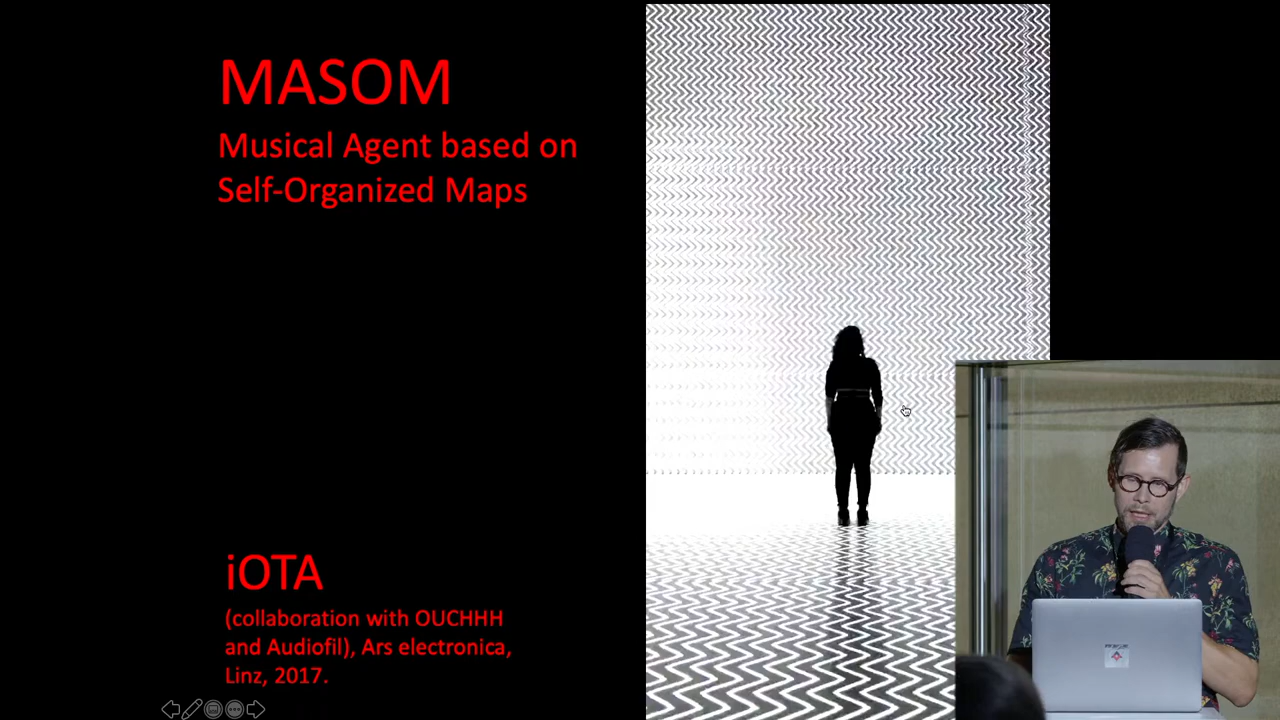 MASOM
Musical Agent based on
Self-Organized Maps
iOTA
(collaboration with OUCHHH
and Audiofil), Ars electronica,
Linz, 2017.